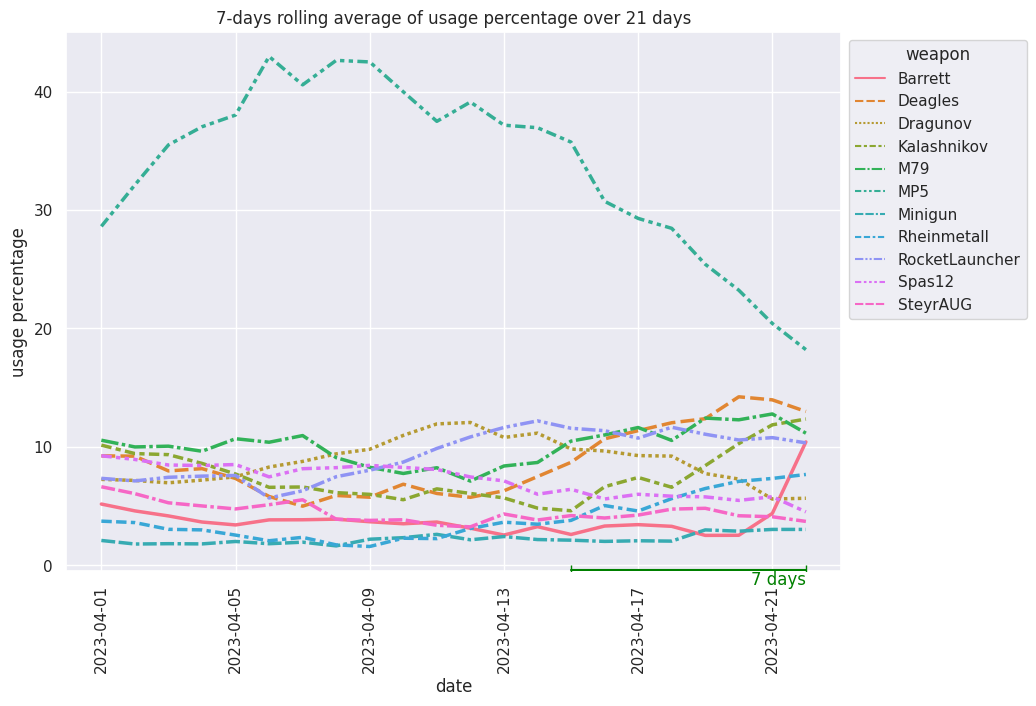 7-days rolling average of usage percentage over 21 days
usage percentage
40
30
20
10
0
2023-04-01
2023-04-05
2023-04-09
2023-04-13
2023-04-17
2023-04-21
date
7 days
weapon
Barrett
Deagles
Dragunov
Kalashnikov
M79
MP5
Minigun
Rheinmetall
RocketLauncher
Spas12
SteyrAUG